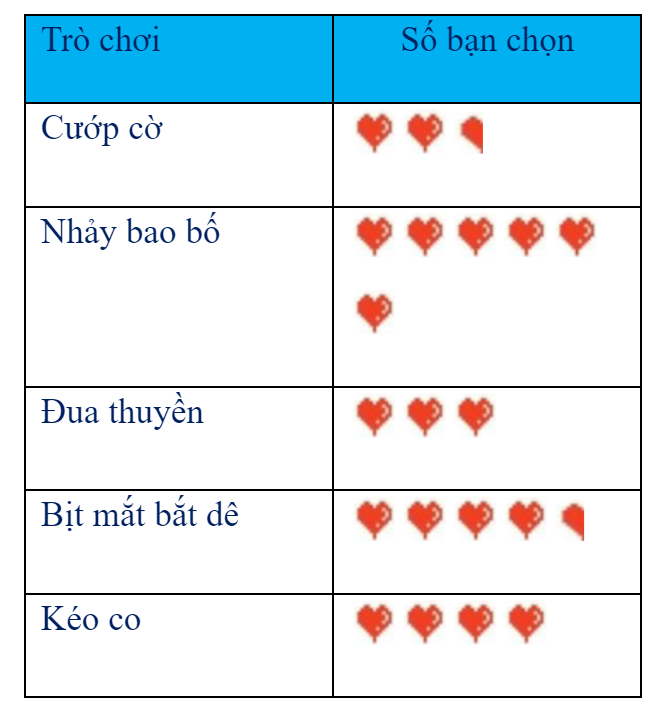 Trò chơi
Số bạn chọn
Cướp cờ
Nhảy bao bố
Đua thuyền
Bịt mắt bắt dê
Kéo co